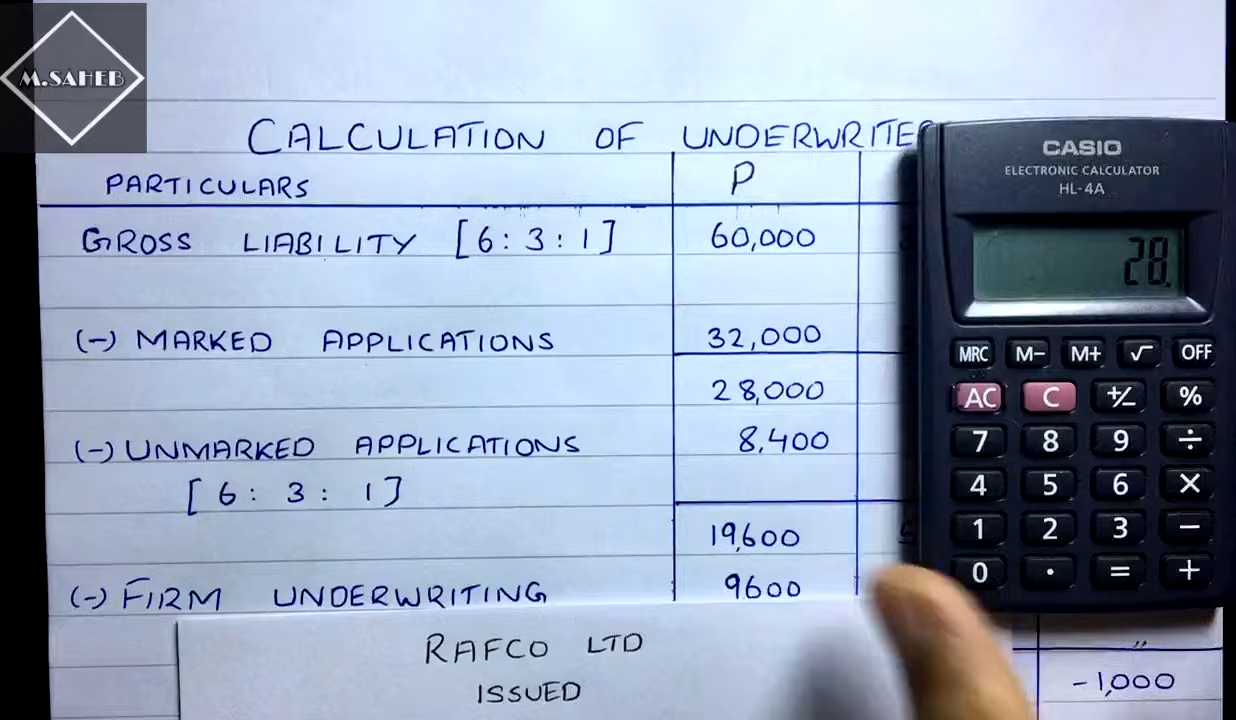 M.SAHEB
CALCULATION OF UNDERWRITE
PARTICULARS P
GROSS LIABILITY [6:3:1] 60,000
(-) MARKED APPLICATIONS 32,000
28,000
(-) UNMARKED APPLICATIONS 8,400
[6: 3: 1]
19,600
(-) FIRM UNDERWRITING 9600
RAFCO LTD
ISSUED
-1,000
CASIO
ELECTRONIC CALCULATOR
HL-4A
28.
MRC M- M+ √ OFF
AC C +/- %
7 8 9 ÷
4 5 6 ×
1 2 3 -
0 · = +